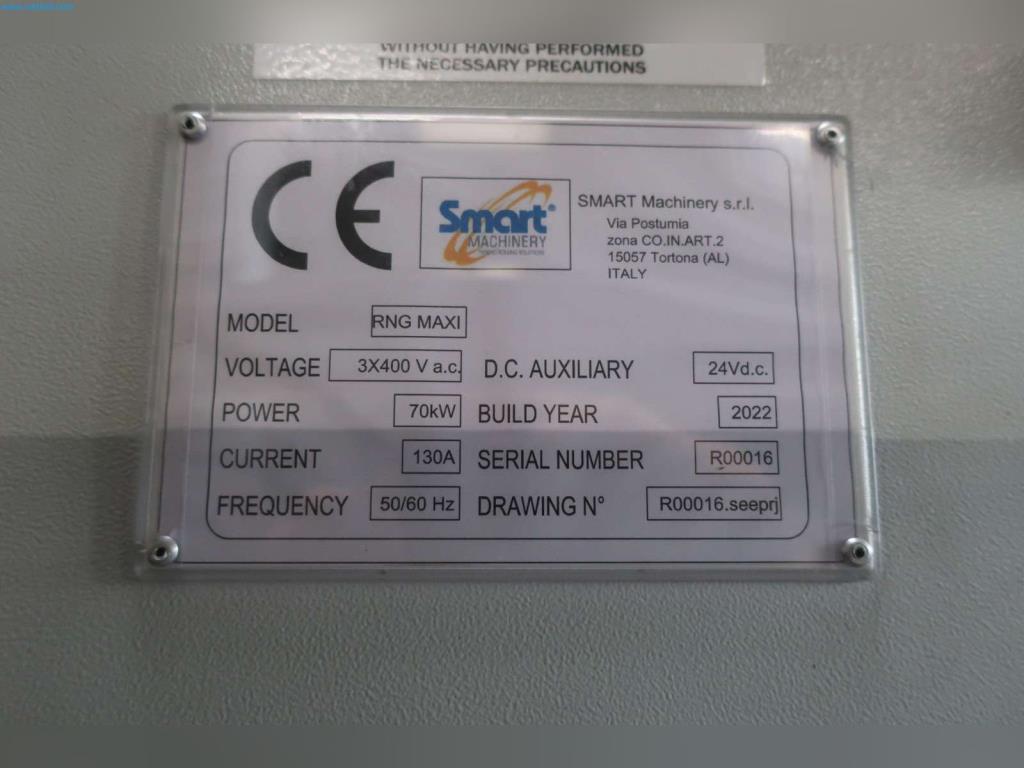 WITHOUT HAVING PERFORMED
THE NECESSARY PRECAUTIONS
CE
Smart®
MACHINERY
SMART Machinery s.r.l.
Via Postumia
zona CO.IN.ART.2
15057 Tortona (AL)
ITALY
MODEL RNG MAXI
VOLTAGE 3X400 V a.c. D.C. AUXILIARY 24Vd.c.
POWER 70kW BUILD YEAR 2022
CURRENT 130A SERIAL NUMBER R00016
FREQUENCY 50/60 Hz DRAWING N° R00016.seeprj